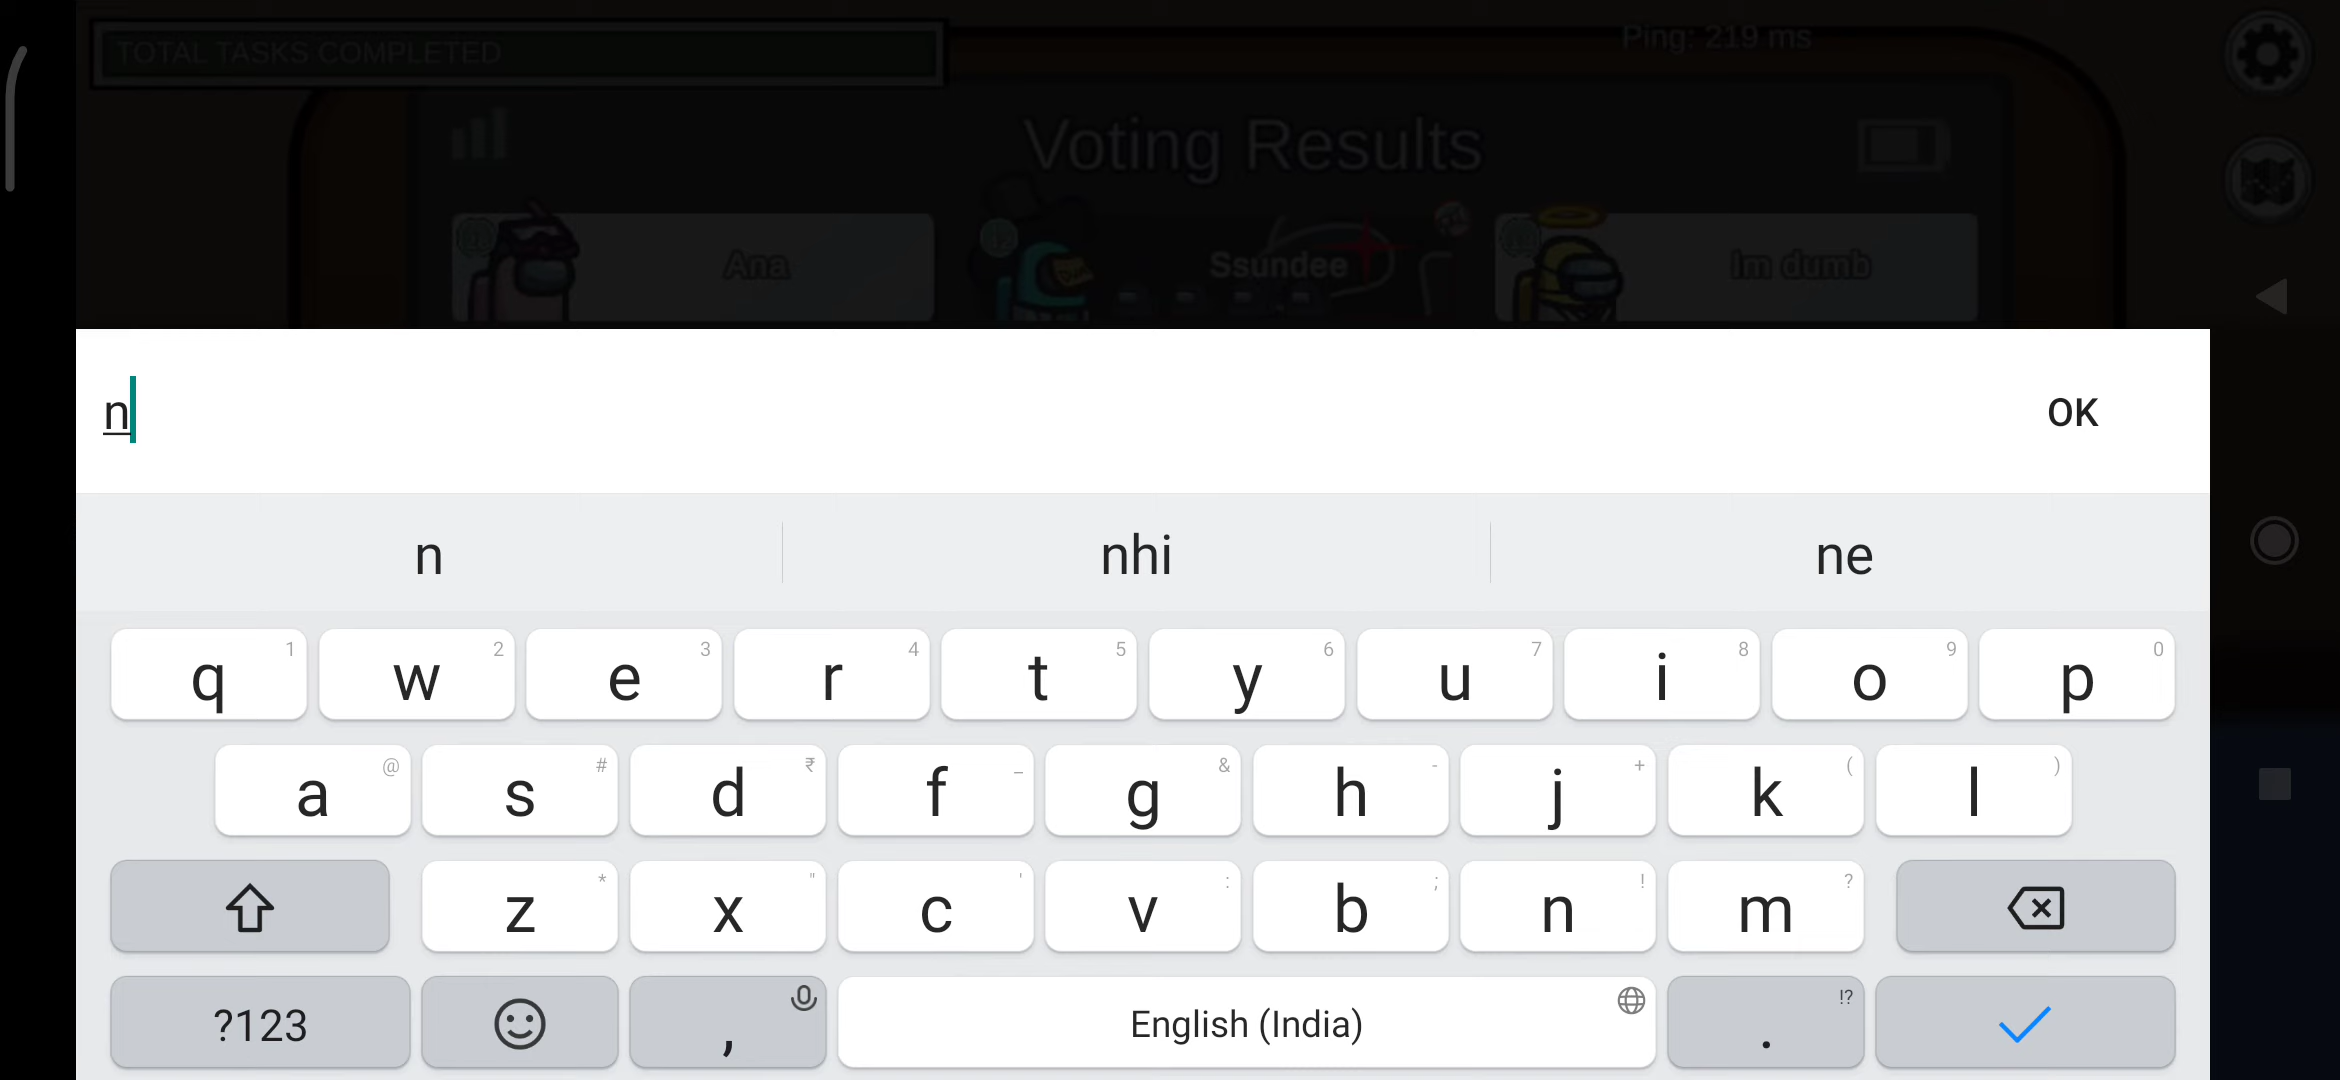 TOTAL TASKS COMPLETED
Ping: 219 ms
Voting Results
Ana
Ssundee
Im dumb
n
OK
n nhi ne
q 1 w 2 e 3 r 4 t 5 y 6 u 7 i 8 o 9 p 0
a @ s # d ₹ f _ g & h - j + k ( l )
z * x " c ' v : b ; n ! m ?
?123 , English (India) . !?